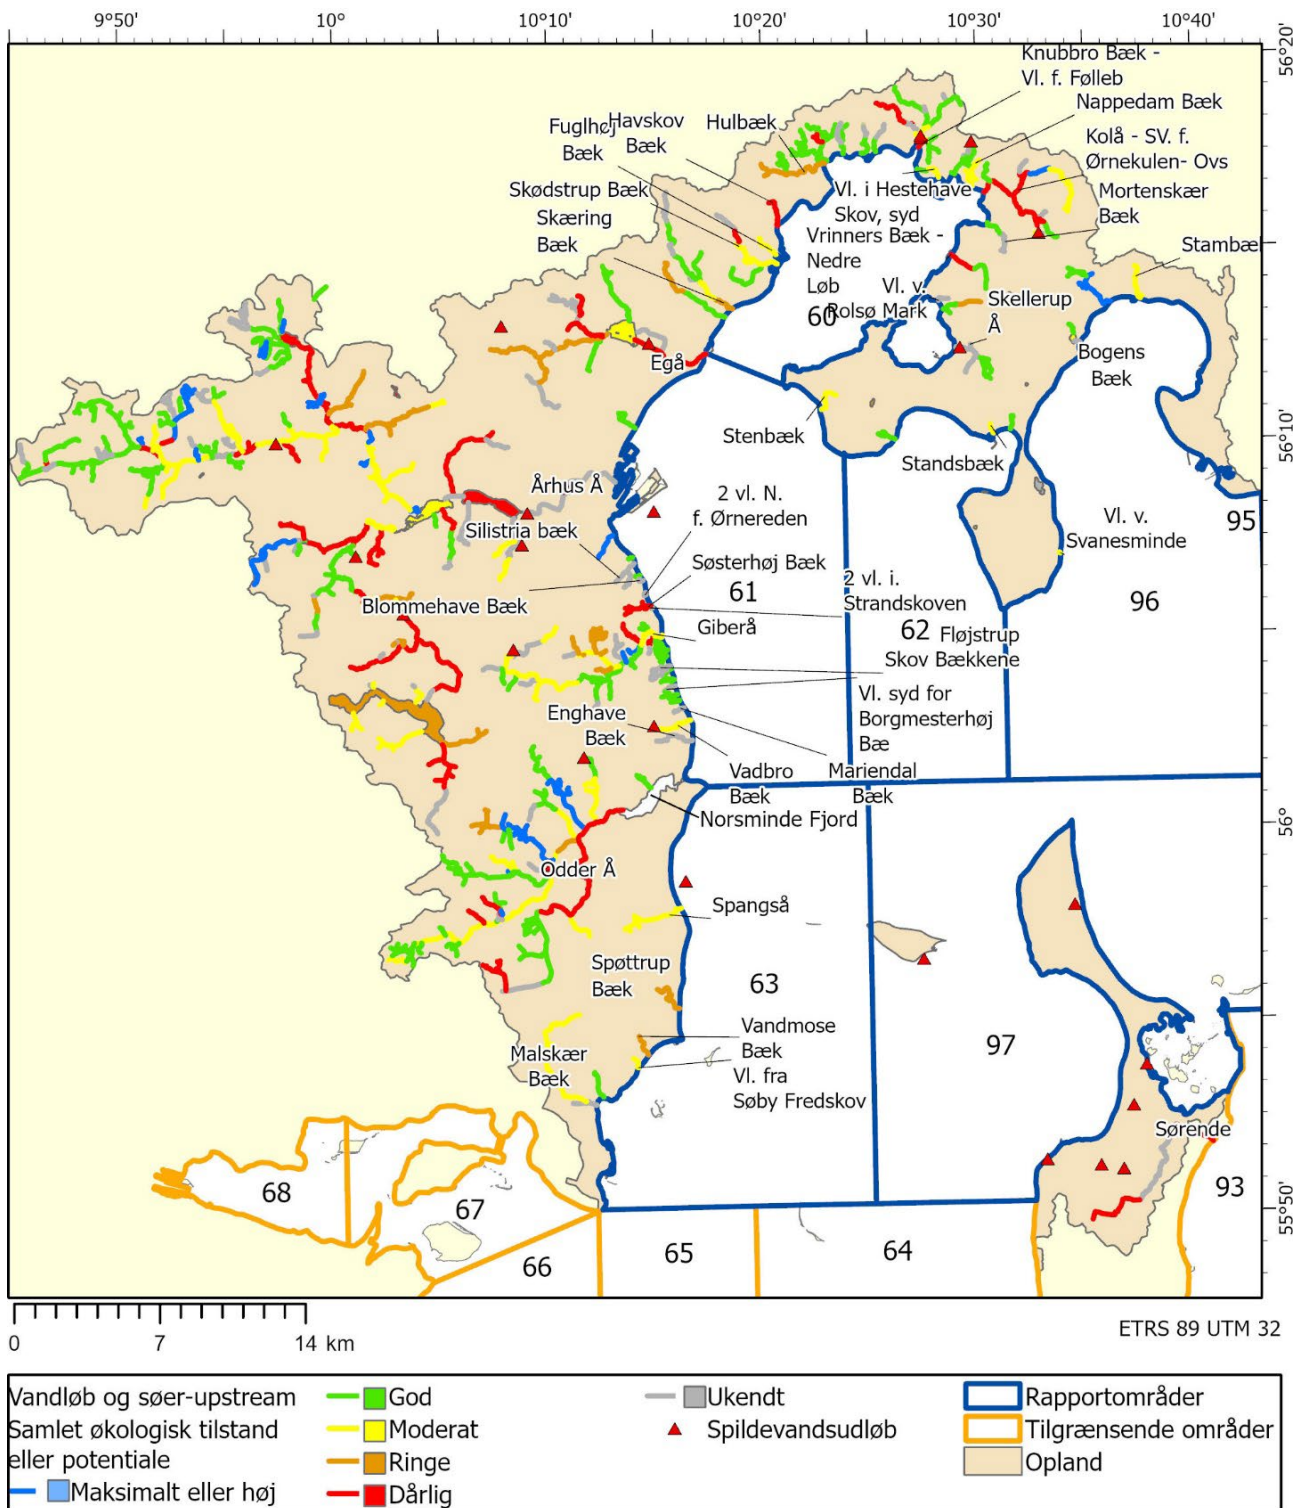 9°50'
10°
10°10'
10°20'
10°30'
10°40'
56°20'
56°10'
56°
55°50'
Knubbro Bæk -
Vl. f. Følleb
Nappedam Bæk
Kolå - SV. f.
Ørnekulen- Ovs
Mortenskær
Bæk
Stambæk
Fuglhøj
Bæk
Havskov
Bæk
Hulbæk
Skødstrup Bæk
Skæring
Bæk
Vl. i Hestehave
Skov, syd
Vrinners Bæk -
Nedre
Løb
Vl. v.
Rolsø Mark
60
Skellerup
Å
Egå
Bogens
Bæk
Stenbæk
Standsbæk
Århus Å
2 vl. N.
f. Ørnereden
Silistria bæk
Vl. v.
Svanesminde
95
Søsterhøj Bæk
61
2 vl. i.
Strandskoven
96
Blommehave Bæk
Giberå
62
Fløjstrup
Skov Bækkene
Vl. syd for
Borgmesterhøj
Bæ
Enghave
Bæk
Vadbro
Bæk
Mariendal
Bæk
Norsminde Fjord
Odder Å
Spangså
Spøttrup
Bæk
63
97
Vandmose
Bæk
Malskær
Bæk
Vl. fra
Søby Fredskov
Sørende
68
67
93
66
65
64
0 7 14 km
ETRS 89 UTM 32
Vandløb og søer-upstream
Samlet økologisk tilstand
eller potentiale
Maksimalt eller høj
God
Moderat
Ringe
Dårlig
Ukendt
Spildevandsudløb
Rapportområder
Tilgrænsende områder
Opland